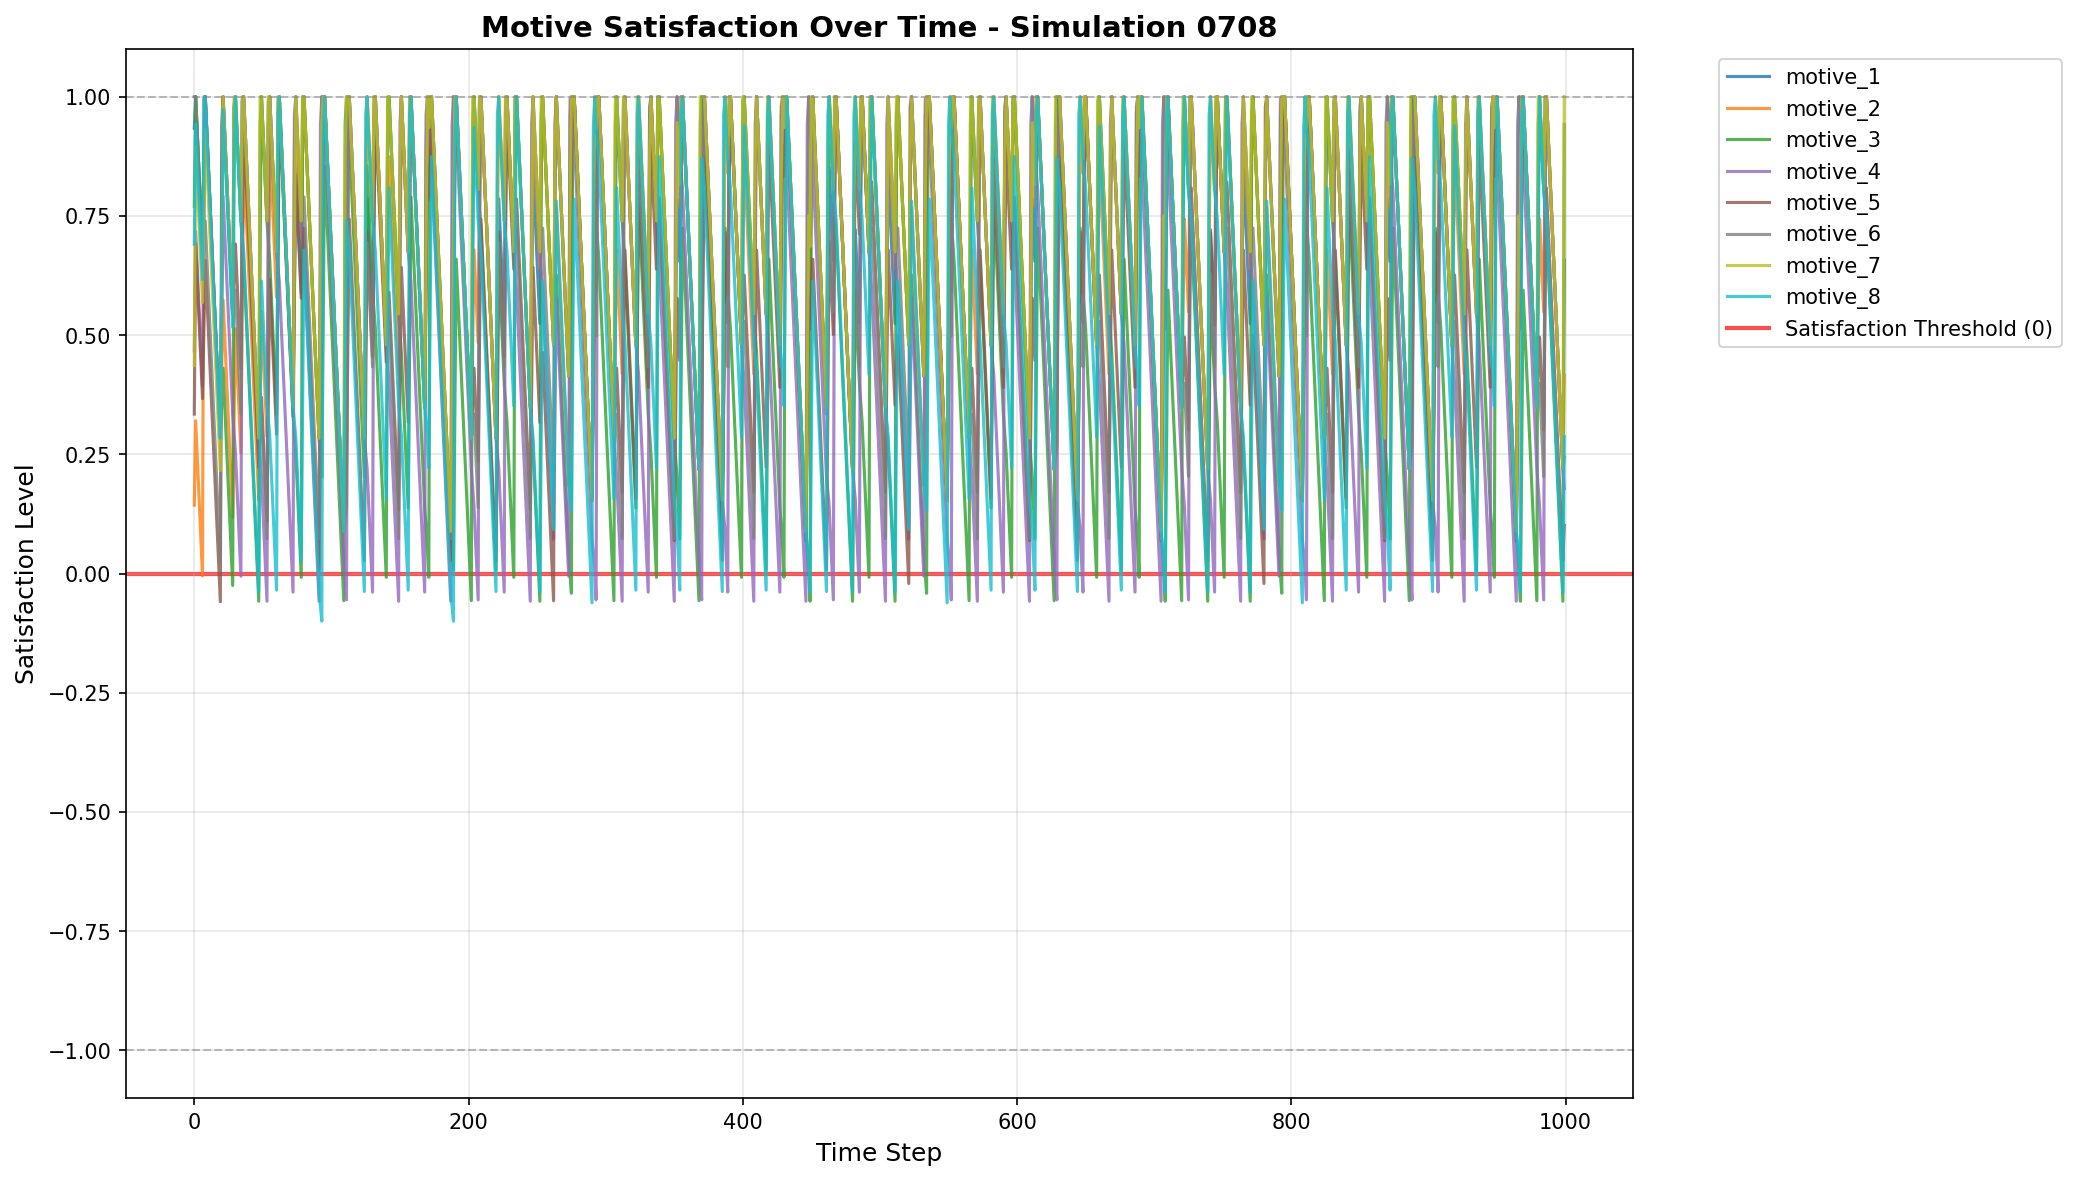 Motive Satisfaction Over Time - Simulation 0708
1.00
0.75
0.50
0.25
0.00
−0.25
−0.50
−0.75
−1.00
Satisfaction Level
0
200
400
600
800
1000
Time Step
motive_1
motive_2
motive_3
motive_4
motive_5
motive_6
motive_7
motive_8
Satisfaction Threshold (0)